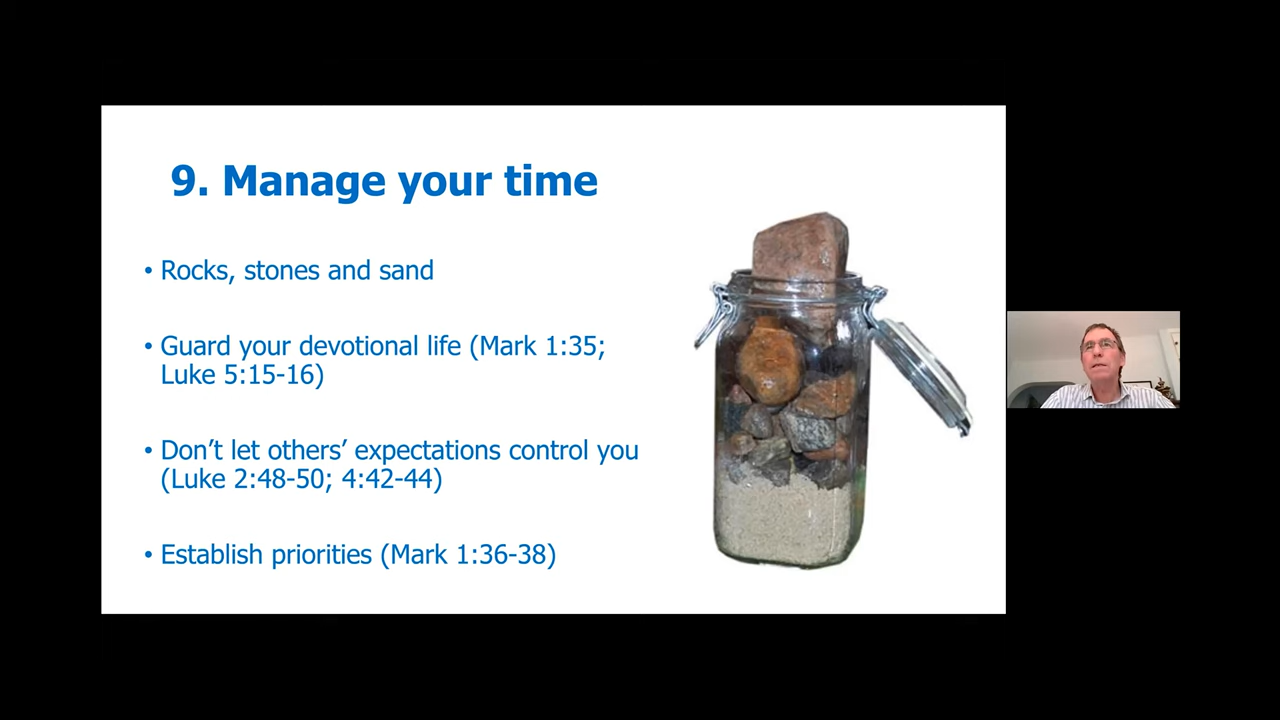 9. Manage your time
• Rocks, stones and sand
• Guard your devotional life (Mark 1:35;
Luke 5:15-16)
• Don’t let others’ expectations control you
(Luke 2:48-50; 4:42-44)
• Establish priorities (Mark 1:36-38)